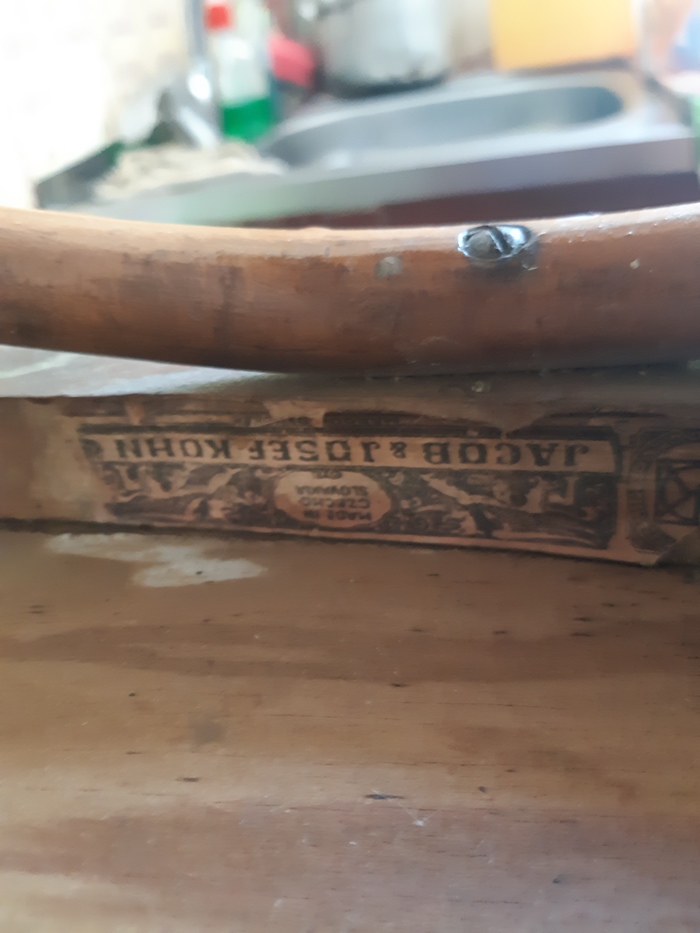 JACOB & JOSEF KOHN
MADE IN
CZECHO
SLOVAKIA